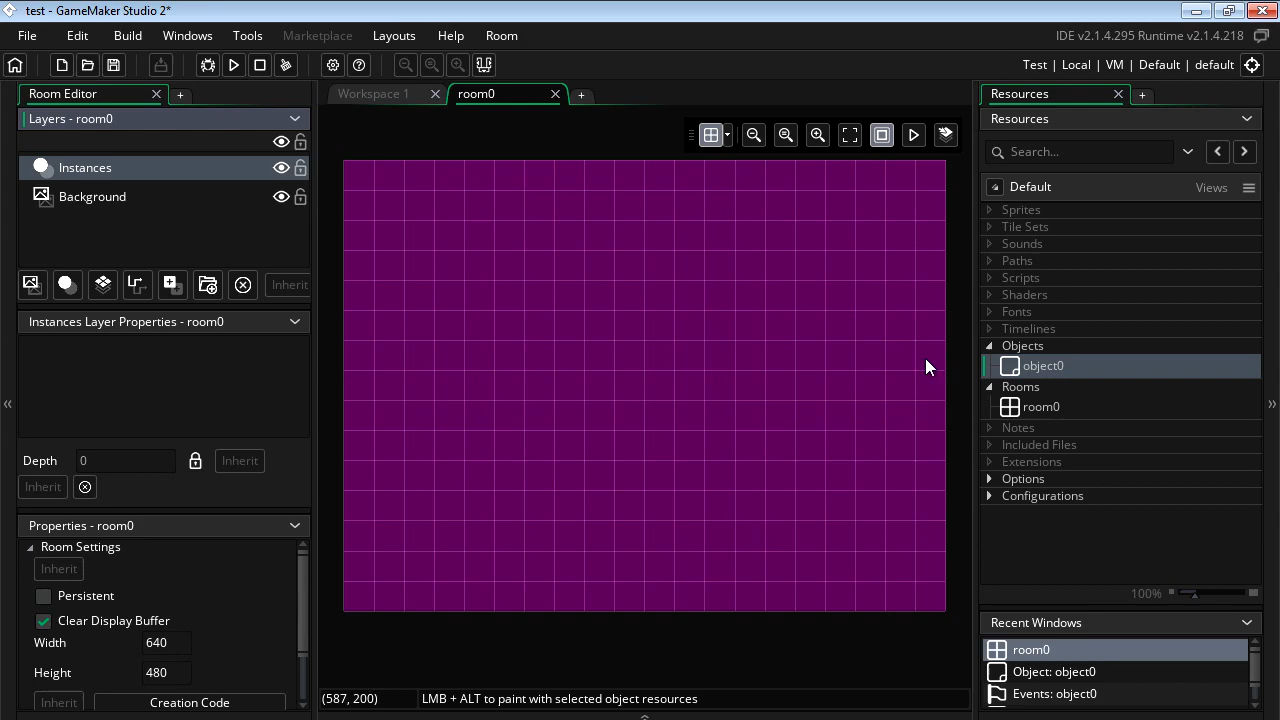 test - GameMaker Studio 2*
File Edit Build Windows Tools Marketplace Layouts Help Room
IDE v2.1.4.295 Runtime v2.1.4.218
Test | Local | VM | Default | default
Room Editor
Workspace 1
room0
Resources
Layers - room0
Resources
Search...
Instances
Background
Default
Views
Sprites
Tile Sets
Sounds
Paths
Scripts
Shaders
Fonts
Timelines
Objects
object0
Rooms
room0
Notes
Included Files
Extensions
Options
Configurations
100%
Inherit
Instances Layer Properties - room0
Depth 0 Inherit
Inherit
Properties - room0
Room Settings
Inherit
Persistent
Clear Display Buffer
Width 640
Height 480
Inherit Creation Code
(587, 200) LMB + ALT to paint with selected object resources
Recent Windows
room0
Object: object0
Events: object0